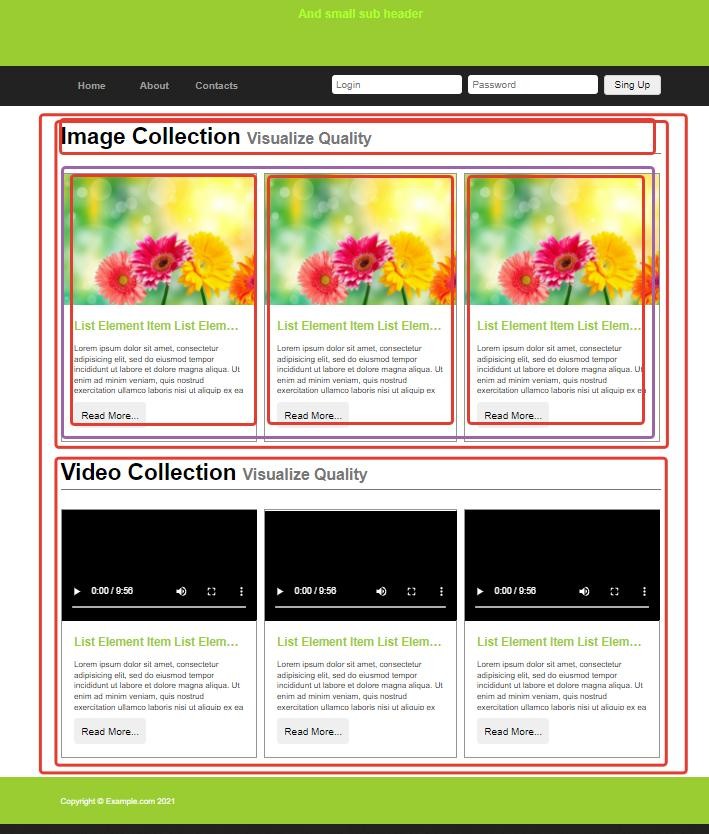 And small sub header
Home About Contacts Login Password Sing Up
Image Collection Visualize Quality
List Element Item List Elem...
Lorem ipsum dolor sit amet, consectetur
adipisicing elit, sed do eiusmod tempor
incididunt ut labore et dolore magna aliqua. Ut
enim ad minim veniam, quis nostrud
exercitation ullamco laboris nisi ut aliquip ex ea
Read More...
List Element Item List Elem...
Lorem ipsum dolor sit amet, consectetur
adipisicing elit, sed do eiusmod tempor
incididunt ut labore et dolore magna aliqua. Ut
enim ad minim veniam, quis nostrud
exercitation ullamco laboris nisi ut aliquip ex ea
Read More...
List Element Item List Elem...
Lorem ipsum dolor sit amet, consectetur
adipisicing elit, sed do eiusmod tempor
incididunt ut labore et dolore magna aliqua. Ut
enim ad minim veniam, quis nostrud
exercitation ullamco laboris nisi ut aliquip ex ea
Read More...
Video Collection Visualize Quality
0:00 / 9:56
List Element Item List Elem...
Lorem ipsum dolor sit amet, consectetur
adipisicing elit, sed do eiusmod tempor
incididunt ut labore et dolore magna aliqua. Ut
enim ad minim veniam, quis nostrud
exercitation ullamco laboris nisi ut aliquip ex ea
Read More...
0:00 / 9:56
List Element Item List Elem...
Lorem ipsum dolor sit amet, consectetur
adipisicing elit, sed do eiusmod tempor
incididunt ut labore et dolore magna aliqua. Ut
enim ad minim veniam, quis nostrud
exercitation ullamco laboris nisi ut aliquip ex ea
Read More...
0:00 / 9:56
List Element Item List Elem...
Lorem ipsum dolor sit amet, consectetur
adipisicing elit, sed do eiusmod tempor
incididunt ut labore et dolore magna aliqua. Ut
enim ad minim veniam, quis nostrud
exercitation ullamco laboris nisi ut aliquip ex ea
Read More...
Copyright © Example.com 2021